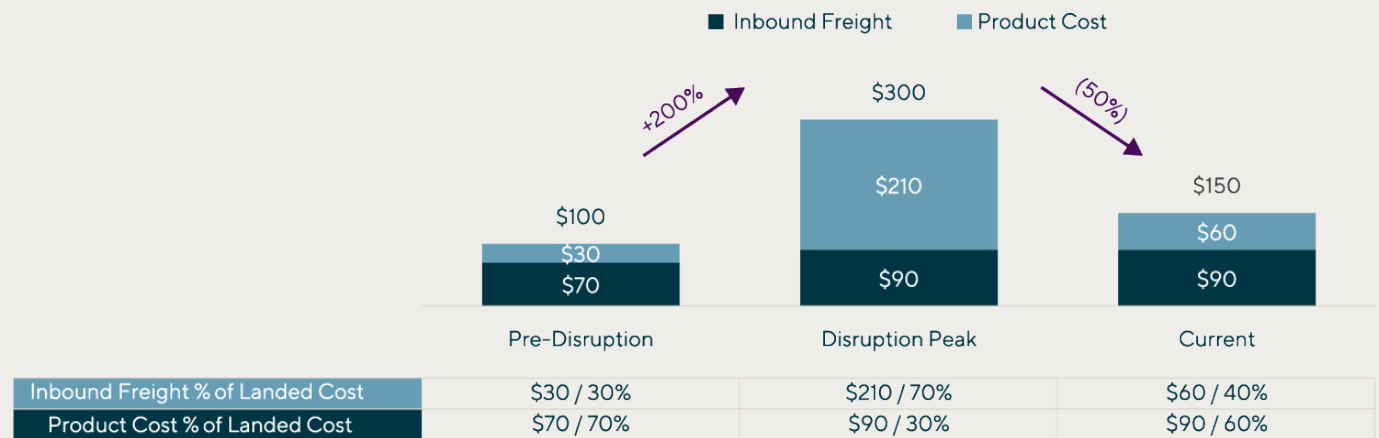 Inbound Freight Product Cost
+200% $300 (50%)
$210 $150
$100
$30 $60
$70 $90 $90
Pre-Disruption Disruption Peak Current
Inbound Freight % of Landed Cost $30 / 30% $210 / 70% $60 / 40%
Product Cost % of Landed Cost $70 / 70% $90 / 30% $90 / 60%